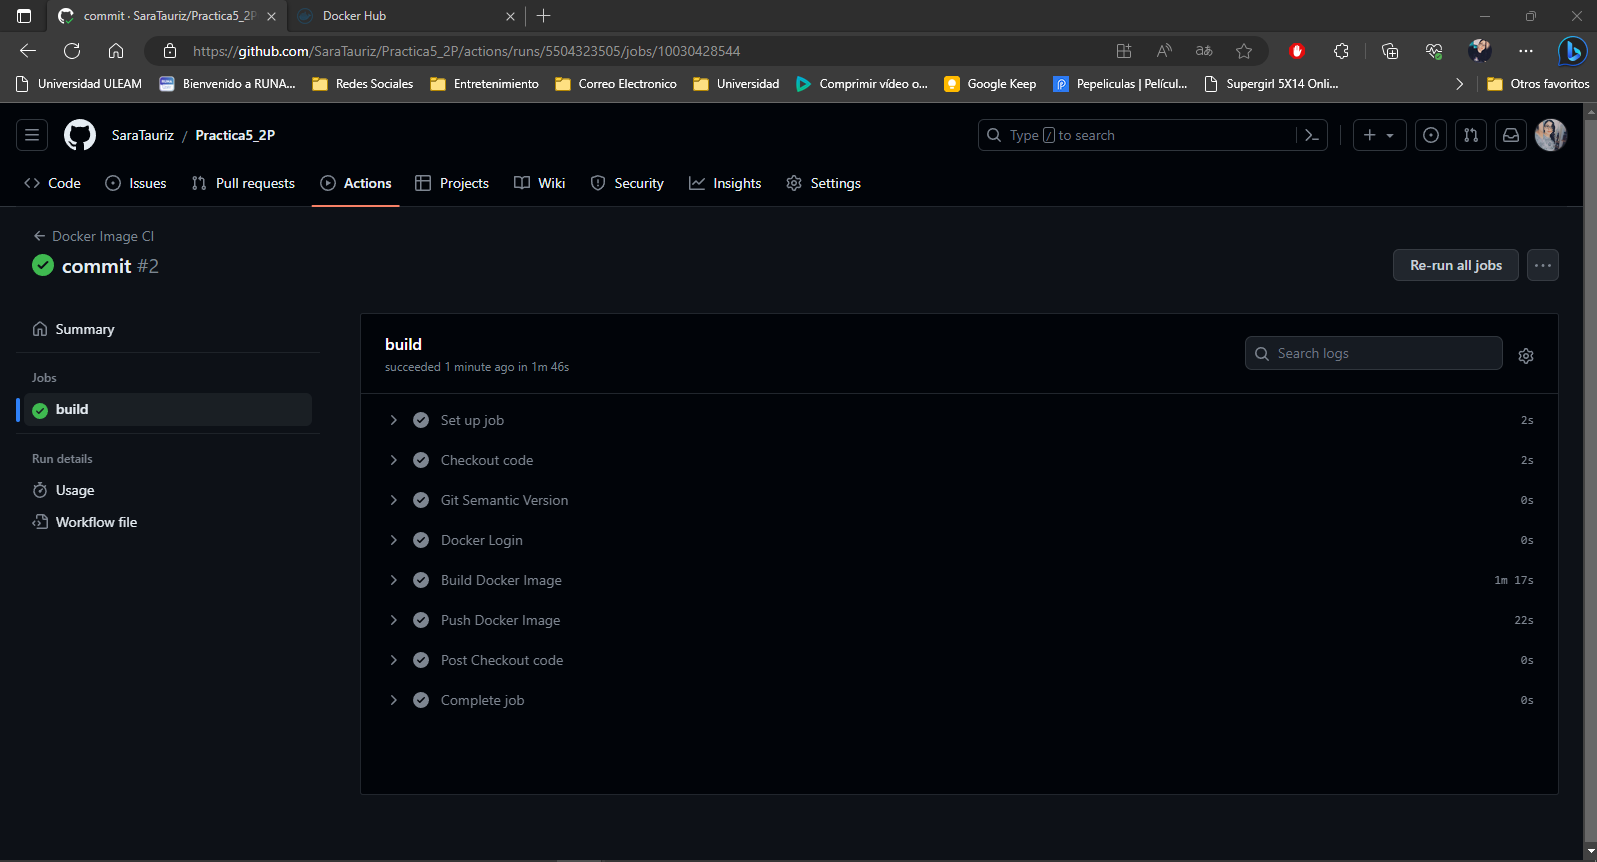 commit · SaraTauriz/Practica5_2P
Docker Hub
https://github.com/SaraTauriz/Practica5_2P/actions/runs/5504323505/jobs/10030428544
Universidad ULEAM
Bienvenido a RUNA...
Redes Sociales
Entretenimiento
Correo Electronico
Universidad
Comprimir vídeo o...
Google Keep
Pepeliculas | Películ...
Supergirl 5X14 Onli...
Otros favoritos
SaraTauriz / Practica5_2P
Type / to search
Code
Issues
Pull requests
Actions
Projects
Wiki
Security
Insights
Settings
Docker Image CI
commit #2
Re-run all jobs
Summary
Jobs
build
Run details
Usage
Workflow file
build
succeeded 1 minute ago in 1m 46s
Search logs
Set up job 2s
Checkout code 2s
Git Semantic Version 0s
Docker Login 0s
Build Docker Image 1m 17s
Push Docker Image 22s
Post Checkout code 0s
Complete job 0s